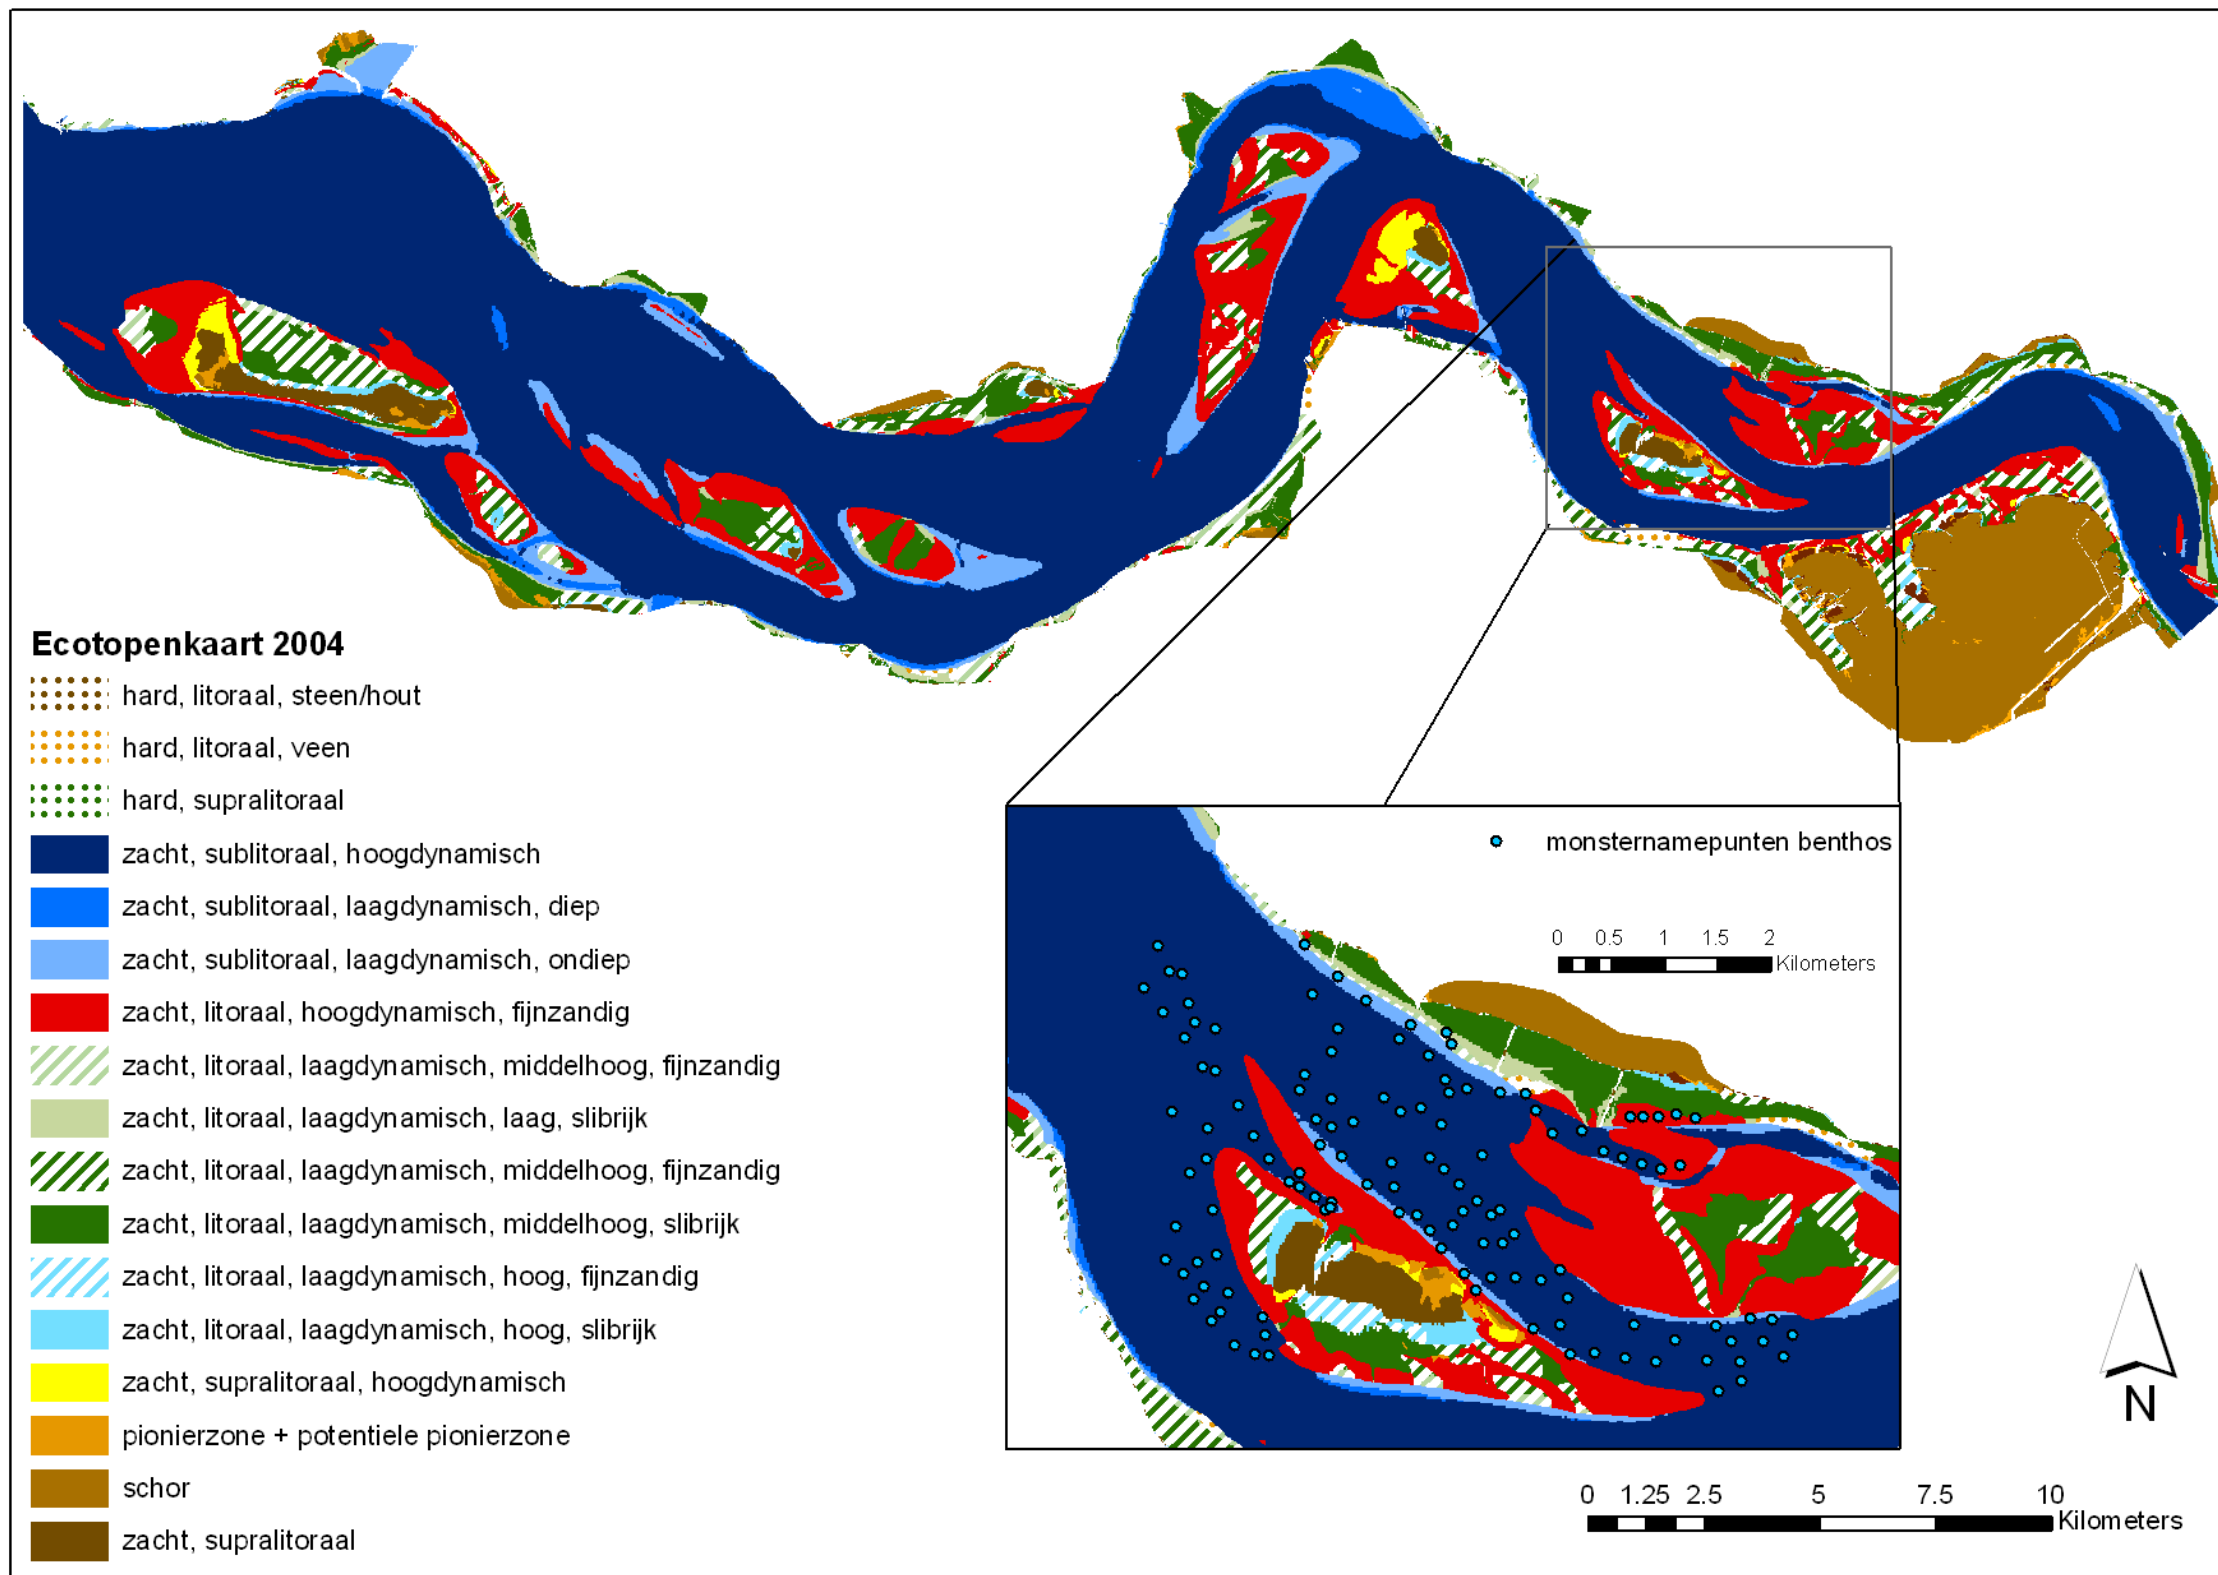 Ecotopenkaart 2004
hard, litoraal, steen/hout
hard, litoraal, veen
hard, supralitoraal
zacht, sublitoraal, hoogdynamisch
zacht, sublitoraal, laagdynamisch, diep
zacht, sublitoraal, laagdynamisch, ondiep
zacht, litoraal, hoogdynamisch, fijnzandig
zacht, litoraal, laagdynamisch, middelhoog, fijnzandig
zacht, litoraal, laagdynamisch, laag, slibrijk
zacht, litoraal, laagdynamisch, middelhoog, fijnzandig
zacht, litoraal, laagdynamisch, middelhoog, slibrijk
zacht, litoraal, laagdynamisch, hoog, fijnzandig
zacht, litoraal, laagdynamisch, hoog, slibrijk
zacht, supralitoraal, hoogdynamisch
pionierzone + potentiele pionierzone
schor
zacht, supralitoraal
monsternamepunten benthos
0 0.5 1 1.5 2
Kilometers
N
0 1.25 2.5 5 7.5 10
Kilometers